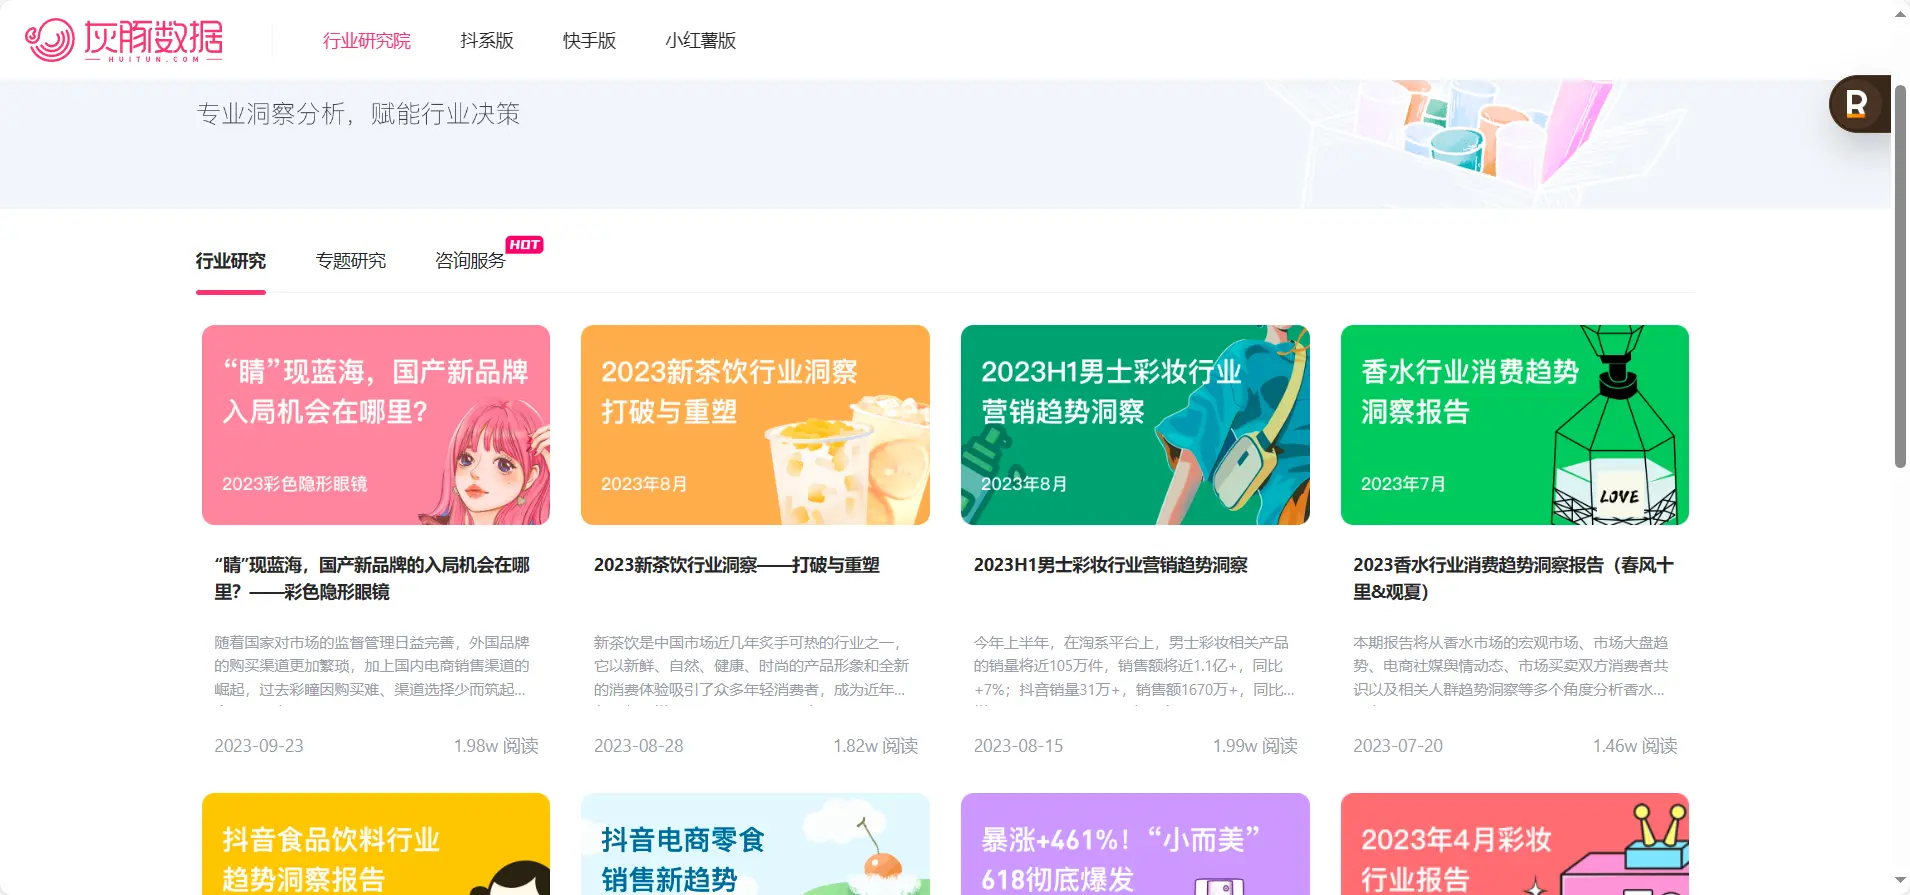 灰豚数据
HUITUN.COM
行业研究院 抖系版 快手版 小红薯版
专业洞察分析，赋能行业决策
R
行业研究 专题研究 咨询服务 HOT
“睛”现蓝海，国产新品牌
入局机会在哪里？
2023彩色隐形眼镜
2023新茶饮行业洞察
打破与重塑
2023年8月
2023H1男士彩妆行业
营销趋势洞察
2023年8月
香水行业消费趋势
洞察报告
2023年7月
LOVE
“睛”现蓝海，国产新品牌的入局机会在哪
里？——彩色隐形眼镜
随着国家对市场的监督管理日益完善，外国品牌
的购买渠道更加繁琐，加上国内电商销售渠道的
崛起，过去彩瞳因购买难、渠道选择少而筑起...
2023-09-23 1.98w 阅读
2023新茶饮行业洞察——打破与重塑
新茶饮是中国市场近几年炙手可热的行业之一，
它以新鲜、自然、健康、时尚的产品形象和全新
的消费体验吸引了众多年轻消费者，成为近年...
2023-08-28 1.82w 阅读
2023H1男士彩妆行业营销趋势洞察
今年上半年，在淘系平台上，男士彩妆相关产品
的销量将近105万件，销售额将近1.1亿+，同比
+7%；抖音销量31万+，销售额1670万+，同比...
2023-08-15 1.99w 阅读
2023香水行业消费趋势洞察报告（春风十
里&观夏）
本期报告将从香水市场的宏观市场、市场大盘趋
势、电商社媒舆情动态、市场买卖双方消费者共
识以及相关人群趋势洞察等多个角度分析香水...
2023-07-20 1.46w 阅读
抖音食品饮料行业
趋势洞察报告
抖音电商零食
销售新趋势
暴涨+461%！“小而美”
618彻底爆发
2023年4月彩妆
行业报告